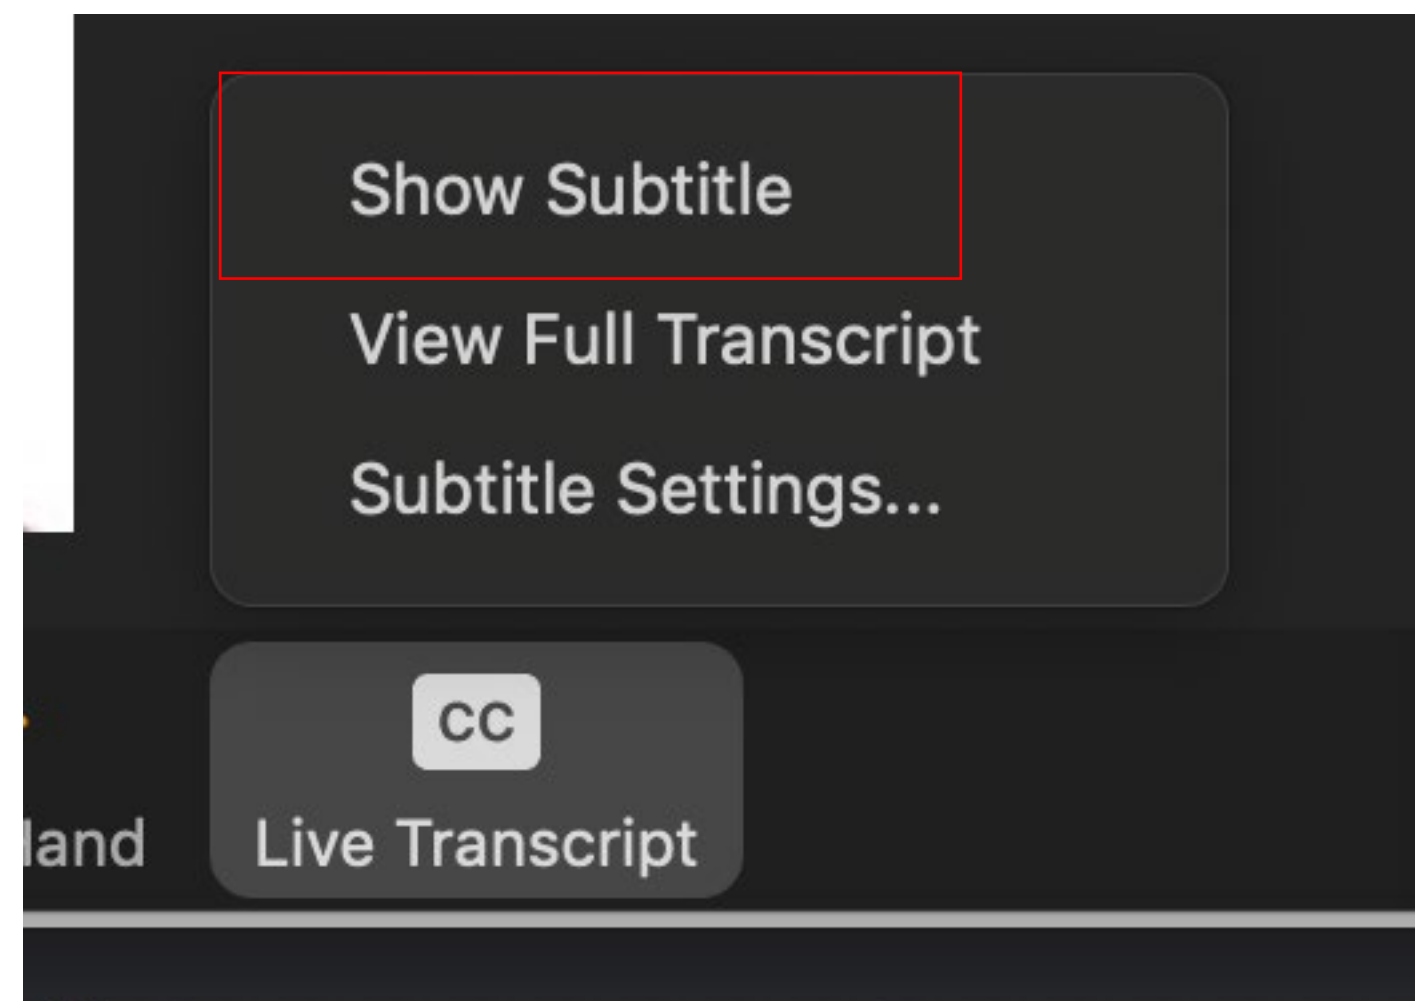 Show Subtitle
View Full Transcript
Subtitle Settings...
CC
Live Transcript